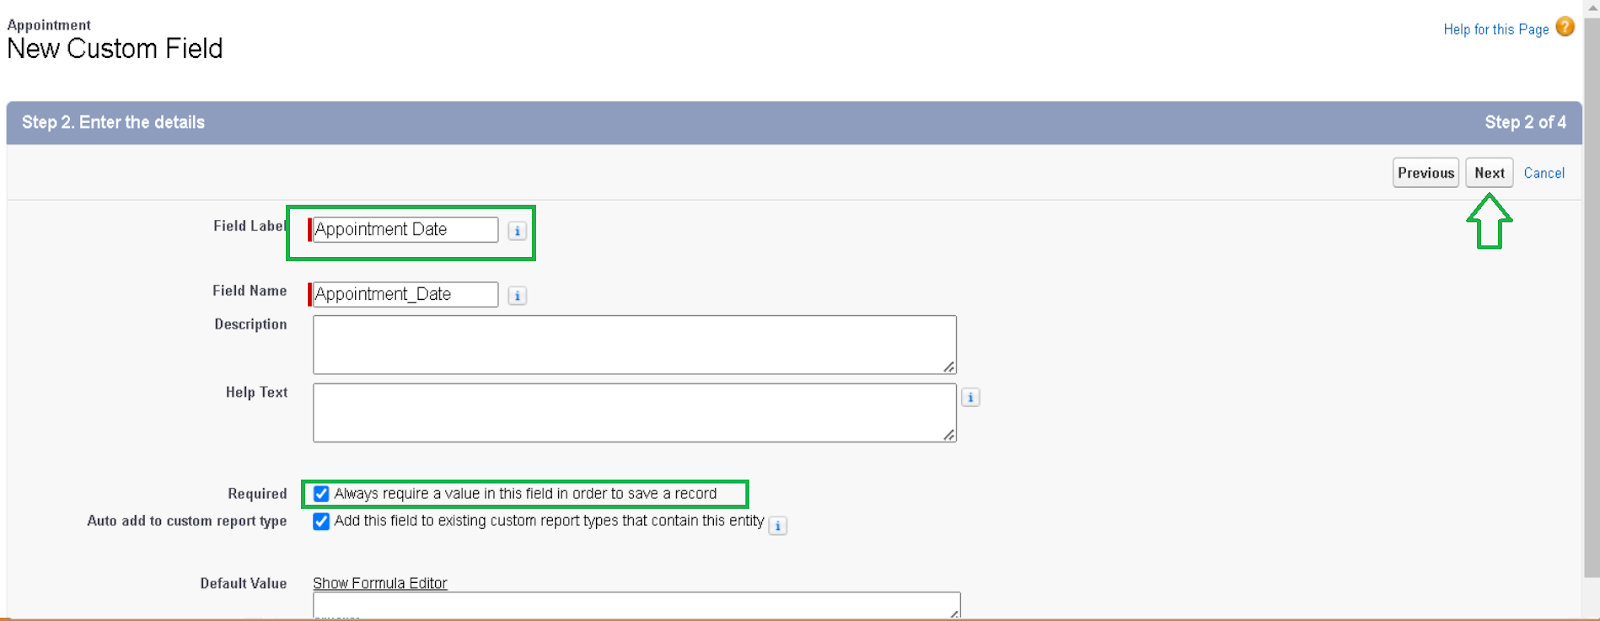 Appointment
New Custom Field
Help for this Page ?
Step 2. Enter the details
Step 2 of 4
Previous Next Cancel
Field Label Appointment Date i
Field Name Appointment_Date i
Description
Help Text i
Required Always require a value in this field in order to save a record
Auto add to custom report type Add this field to existing custom report types that contain this entity i
Default Value Show Formula Editor